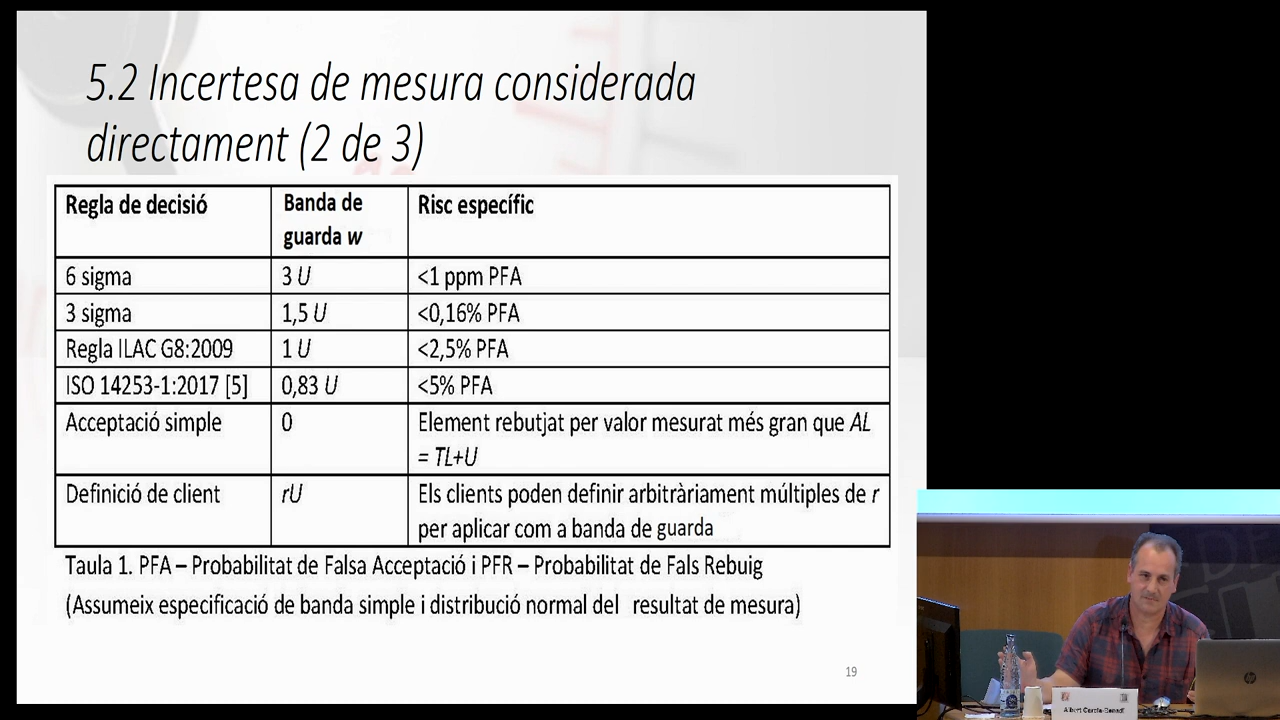 5.2 Incertesa de mesura considerada
directament (2 de 3)
Regla de decisió
Banda de
guarda w
Risc específic
6 sigma
3 U
<1 ppm PFA
3 sigma
1,5 U
<0,16% PFA
Regla ILAC G8:2009
1 U
<2,5% PFA
ISO 14253-1:2017 [5]
0,83 U
<5% PFA
Acceptació simple
0
Element rebutjat per valor mesurat més gran que AL
= TL+U
Definició de client
rU
Els clients poden definir arbitràriament múltiples de r
per aplicar com a banda de guarda
Taula 1. PFA – Probabilitat de Falsa Acceptació i PFR – Probabilitat de Fals Rebuig
(Assumeix especificació de banda simple i distribució normal del resultat de mesura)
19
DE
hp
Albert Garcia-Benadí